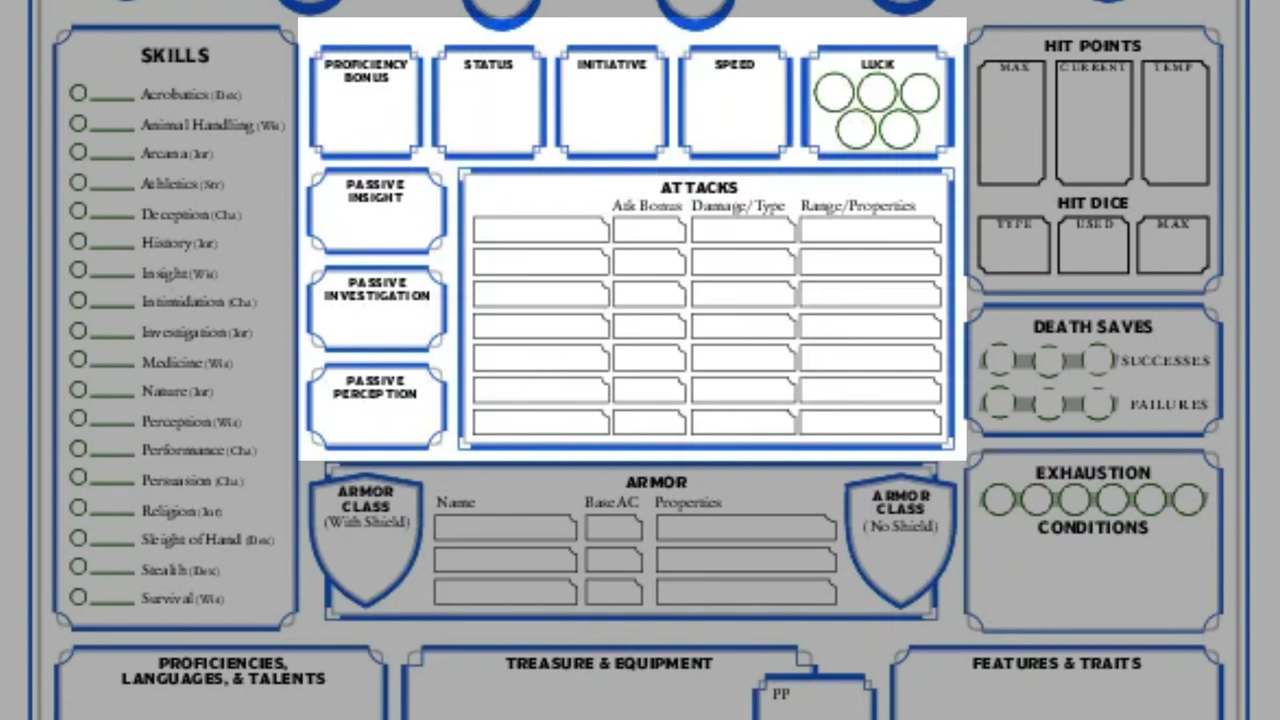 SKILLS
Acrobatics (Dex)
Animal Handling (Wis)
Arcana (Int)
Athletics (Str)
Deception (Cha)
History (Int)
Insight (Wis)
Intimidation (Cha)
Investigation (Int)
Medicine (Wis)
Nature (Int)
Perception (Wis)
Performance (Cha)
Persuasion (Cha)
Religion (Int)
Sleight of Hand (Dex)
Stealth (Dex)
Survival (Wis)
PROFICIENCY
BONUS
STATUS
INITIATIVE
SPEED
LUCK
PASSIVE
INSIGHT
PASSIVE
INVESTIGATION
PASSIVE
PERCEPTION
ATTACKS
Atk Bonus Damage/Type Range/Properties
ARMOR
CLASS
(With Shield)
ARMOR
Name Base AC Properties
ARMOR
CLASS
(No Shield)
HIT POINTS
MAX CURRENT TEMP
HIT DICE
TYPE USED MAX
DEATH SAVES
SUCCESSES
FAILURES
EXHAUSTION
CONDITIONS
PROFICIENCIES,
LANGUAGES, & TALENTS
TREASURE & EQUIPMENT
PP
FEATURES & TRAITS